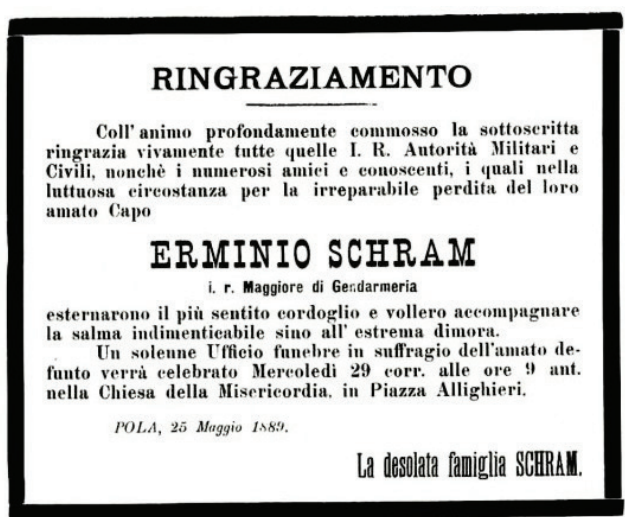 RINGRAZIAMENTO
Coll' animo profondamente commosso la sottoscritta
ringrazia vivamente tutte quelle I. R. Autorità Militari e
Civili, nonchè i numerosi amici e conoscenti, i quali nella
luttuosa circostanza per la irreparabile perdita del loro
amato Capo
ERMINIO SCHRAM
i. r. Maggiore di Gendarmeria
esternarono il più sentito cordoglio e vollero accompagnare
la salma indimenticabile sino all' estrema dimora.
Un solenne Ufficio funebre in suffragio dell'amato de-
funto verrà celebrato Mercoledì 29 corr. alle ore 9 ant.
nella Chiesa della Misericordia, in Piazza Allighieri.
POLA, 25 Maggio 1889.
La desolata famiglia SCHRAM.